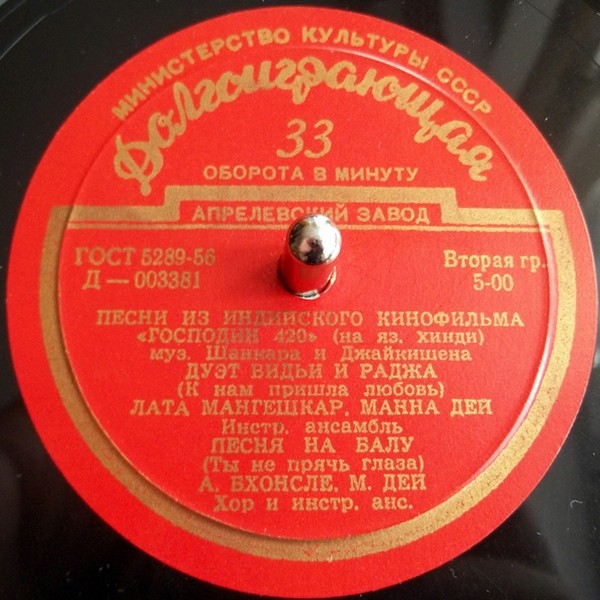 МИНИСТЕРСТВО КУЛЬТУРЫ СССР
Долгоиграющая
33
ОБОРОТА В МИНУТУ
АПРЕЛЕВСКИЙ ЗАВОД
ГОСТ 5289-56
Д — 003381
Вторая гр.
5-00
ПЕСНИ ИЗ ИНДИЙСКОГО КИНОФИЛЬМА
«ГОСПОДИН 420» (на яз. хинди)
муз. Шанкара и Джайкишена
ДУЭТ ВИДЬИ И РАДЖА
(К нам пришла любовь)
ЛАТА МАНГЕШКАР, МАННА ДЕЙ
Инстр. ансамбль
ПЕСНЯ НА БАЛУ
(Ты не прячь глаза)
А. БХОНСЛЕ, М. ДЕЙ
Хор и инстр. анс.